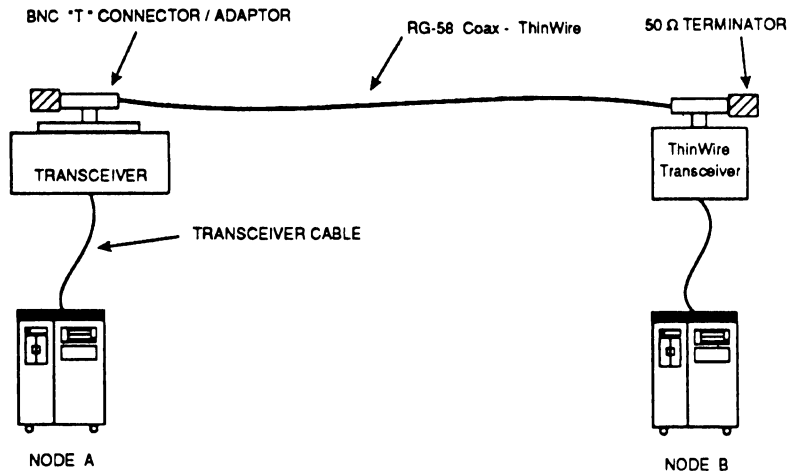 BNC "T" CONNECTOR / ADAPTOR
RG-58 Coax - ThinWire
50 Ω TERMINATOR
TRANSCEIVER
ThinWire
Transceiver
TRANSCEIVER CABLE
NODE A
NODE B